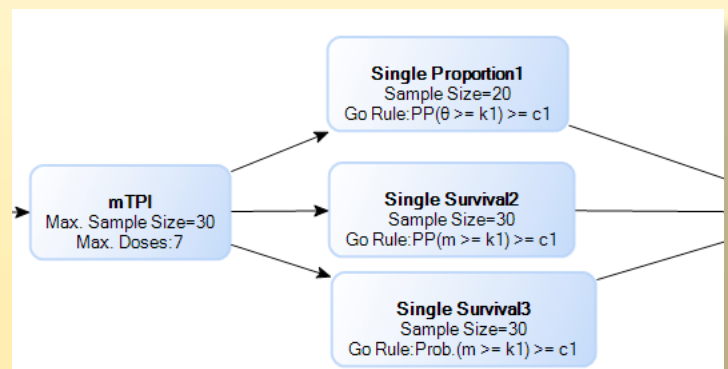 Single Proportion1
Sample Size=20
Go Rule:PP(θ >= k1) >= c1
mTPI
Max. Sample Size=30
Max. Doses:7
Single Survival2
Sample Size=30
Go Rule:PP(m >= k1) >= c1
Single Survival3
Sample Size=30
Go Rule:Prob.(m >= k1) >= c1